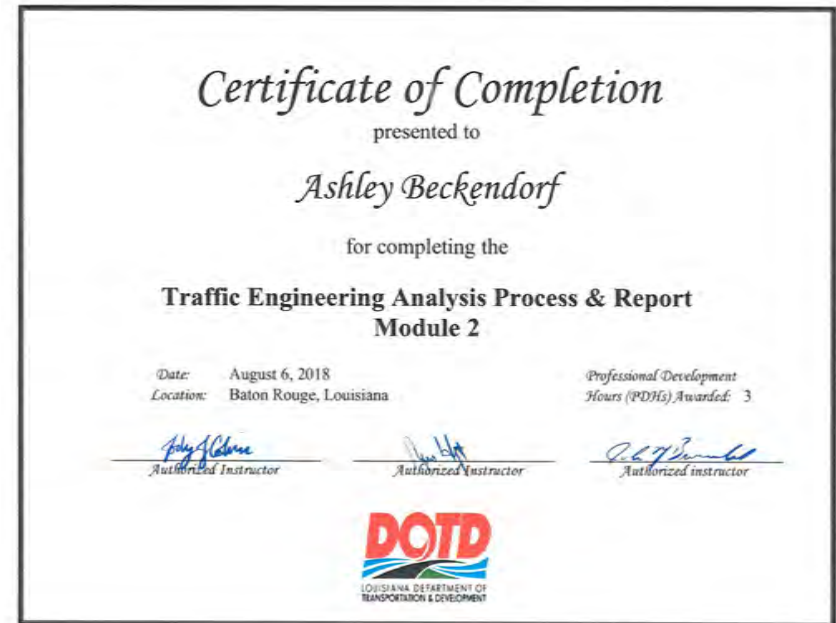 Certificate of Completion
presented to
Ashley Beckendorf
for completing the
Traffic Engineering Analysis Process & Report
Module 2
Date: August 6, 2018
Location: Baton Rouge, Louisiana
Professional Development
Hours (PDHs) Awarded: 3
Authorized Instructor
Authorized Instructor
Authorized instructor
DOTD
LOUISIANA DEPARTMENT OF
TRANSPORTATION & DEVELOPMENT